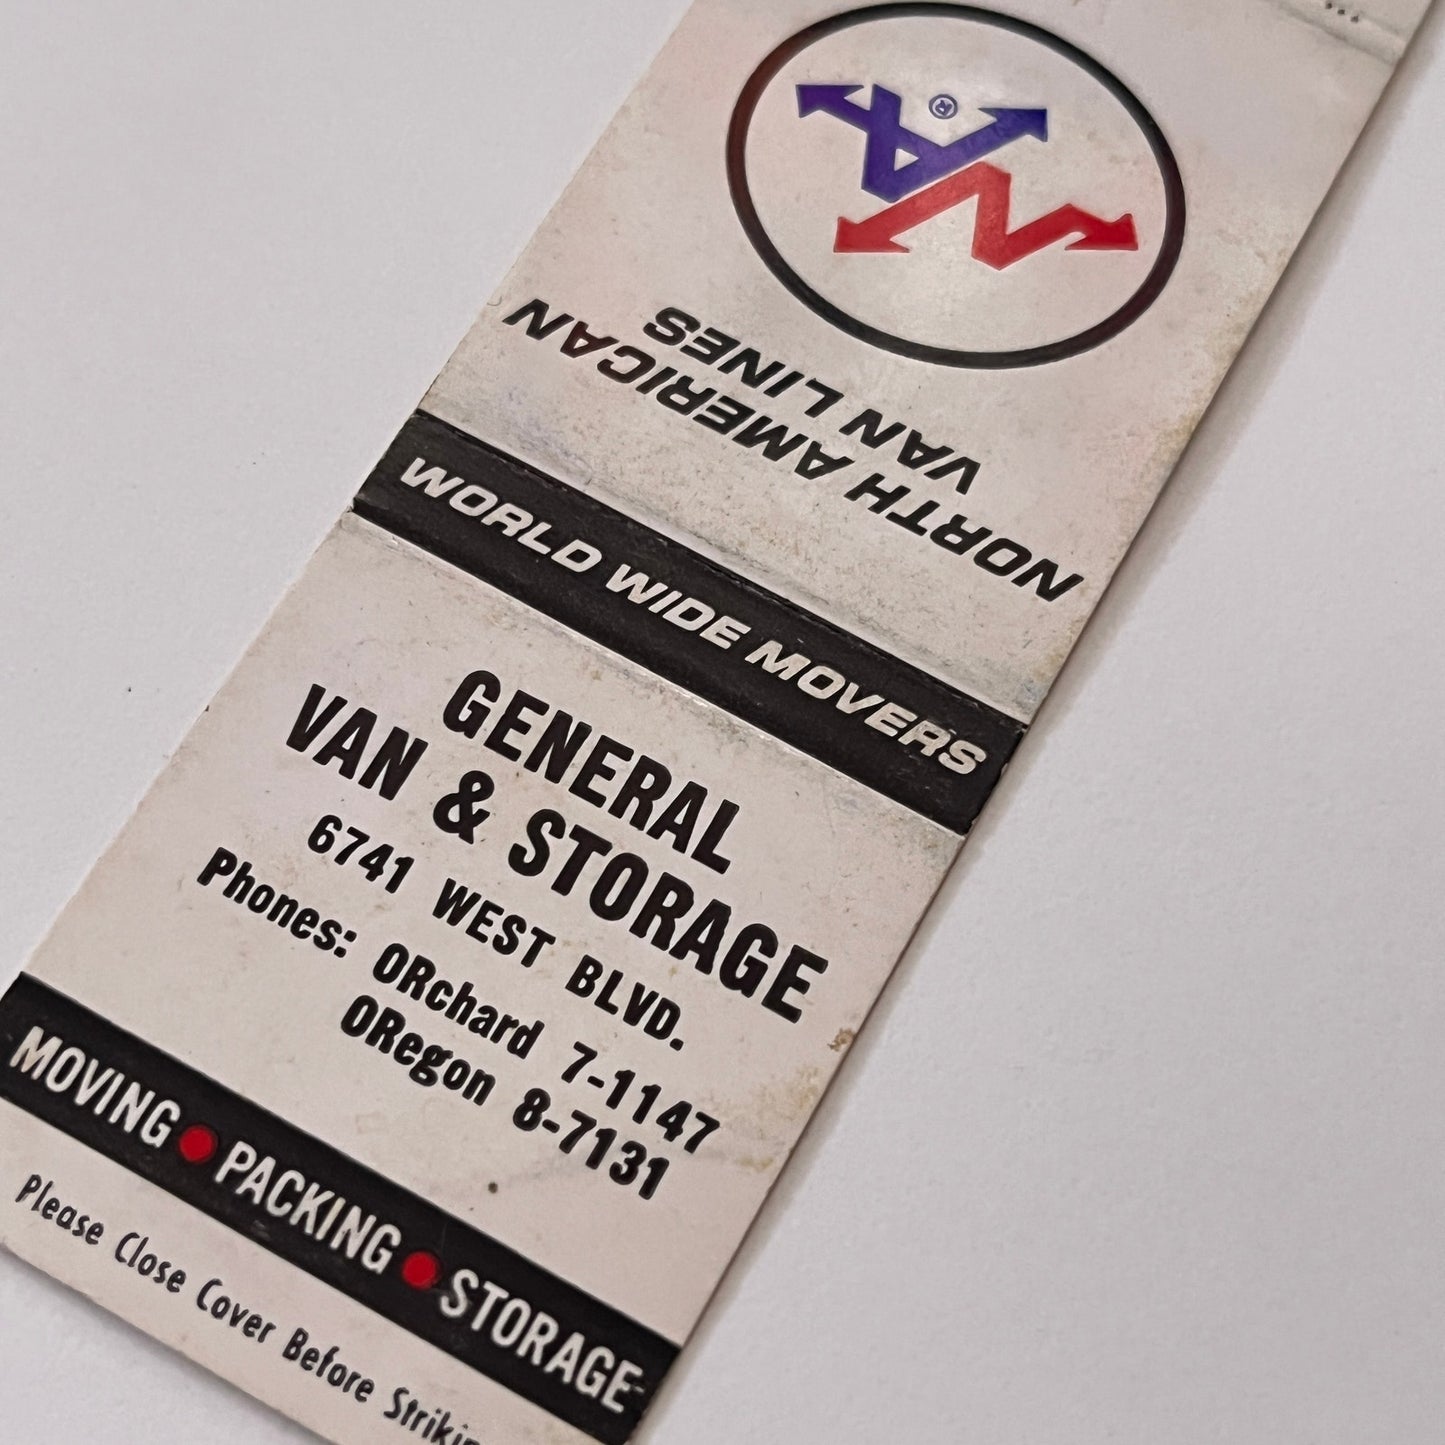 NA®
NORTH AMERICAN
VAN LINES
WORLD WIDE MOVERS
GENERAL
VAN & STORAGE
6741 WEST BLVD.
Phones: ORchard 7-1147
ORegon 8-7131
MOVING • PACKING • STORAGE
Please Close Cover Before